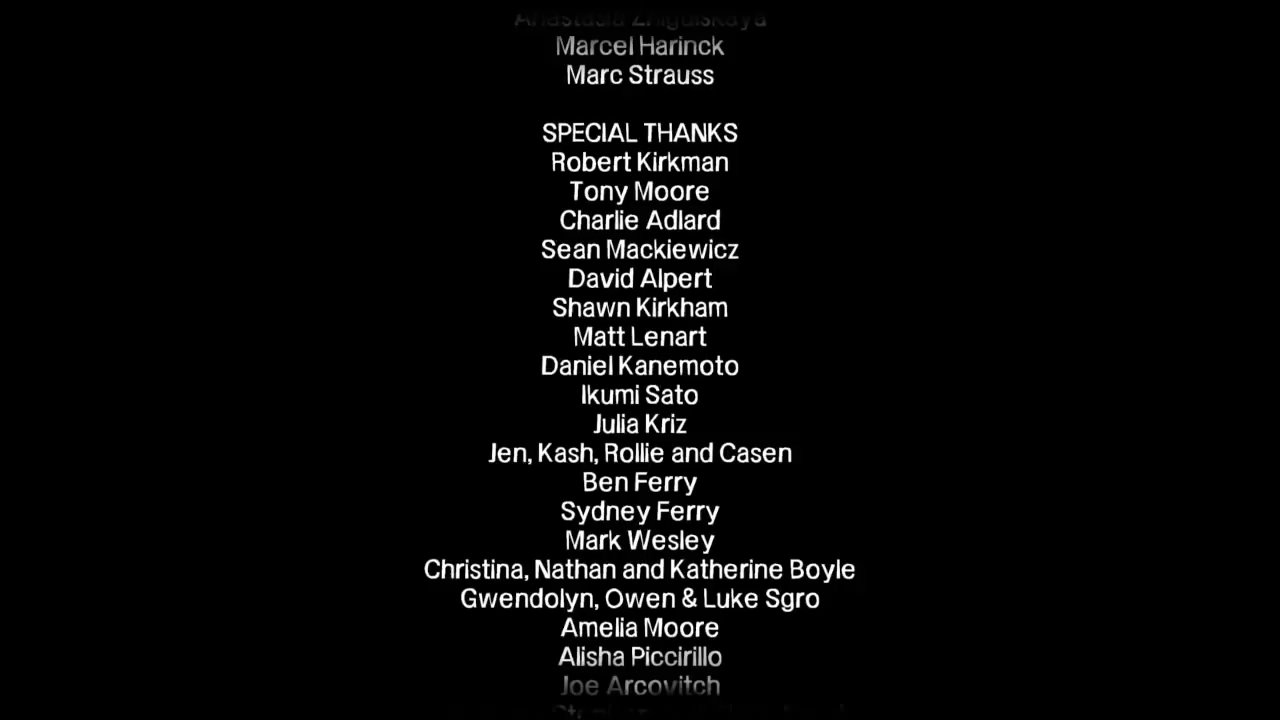 Marcel Harinck
Marc Strauss
SPECIAL THANKS
Robert Kirkman
Tony Moore
Charlie Adlard
Sean Mackiewicz
David Alpert
Shawn Kirkham
Matt Lenart
Daniel Kanemoto
Ikumi Sato
Julia Kriz
Jen, Kash, Rollie and Casen
Ben Ferry
Sydney Ferry
Mark Wesley
Christina, Nathan and Katherine Boyle
Gwendolyn, Owen & Luke Sgro
Amelia Moore
Alisha Piccirillo
Joe Arcovitch